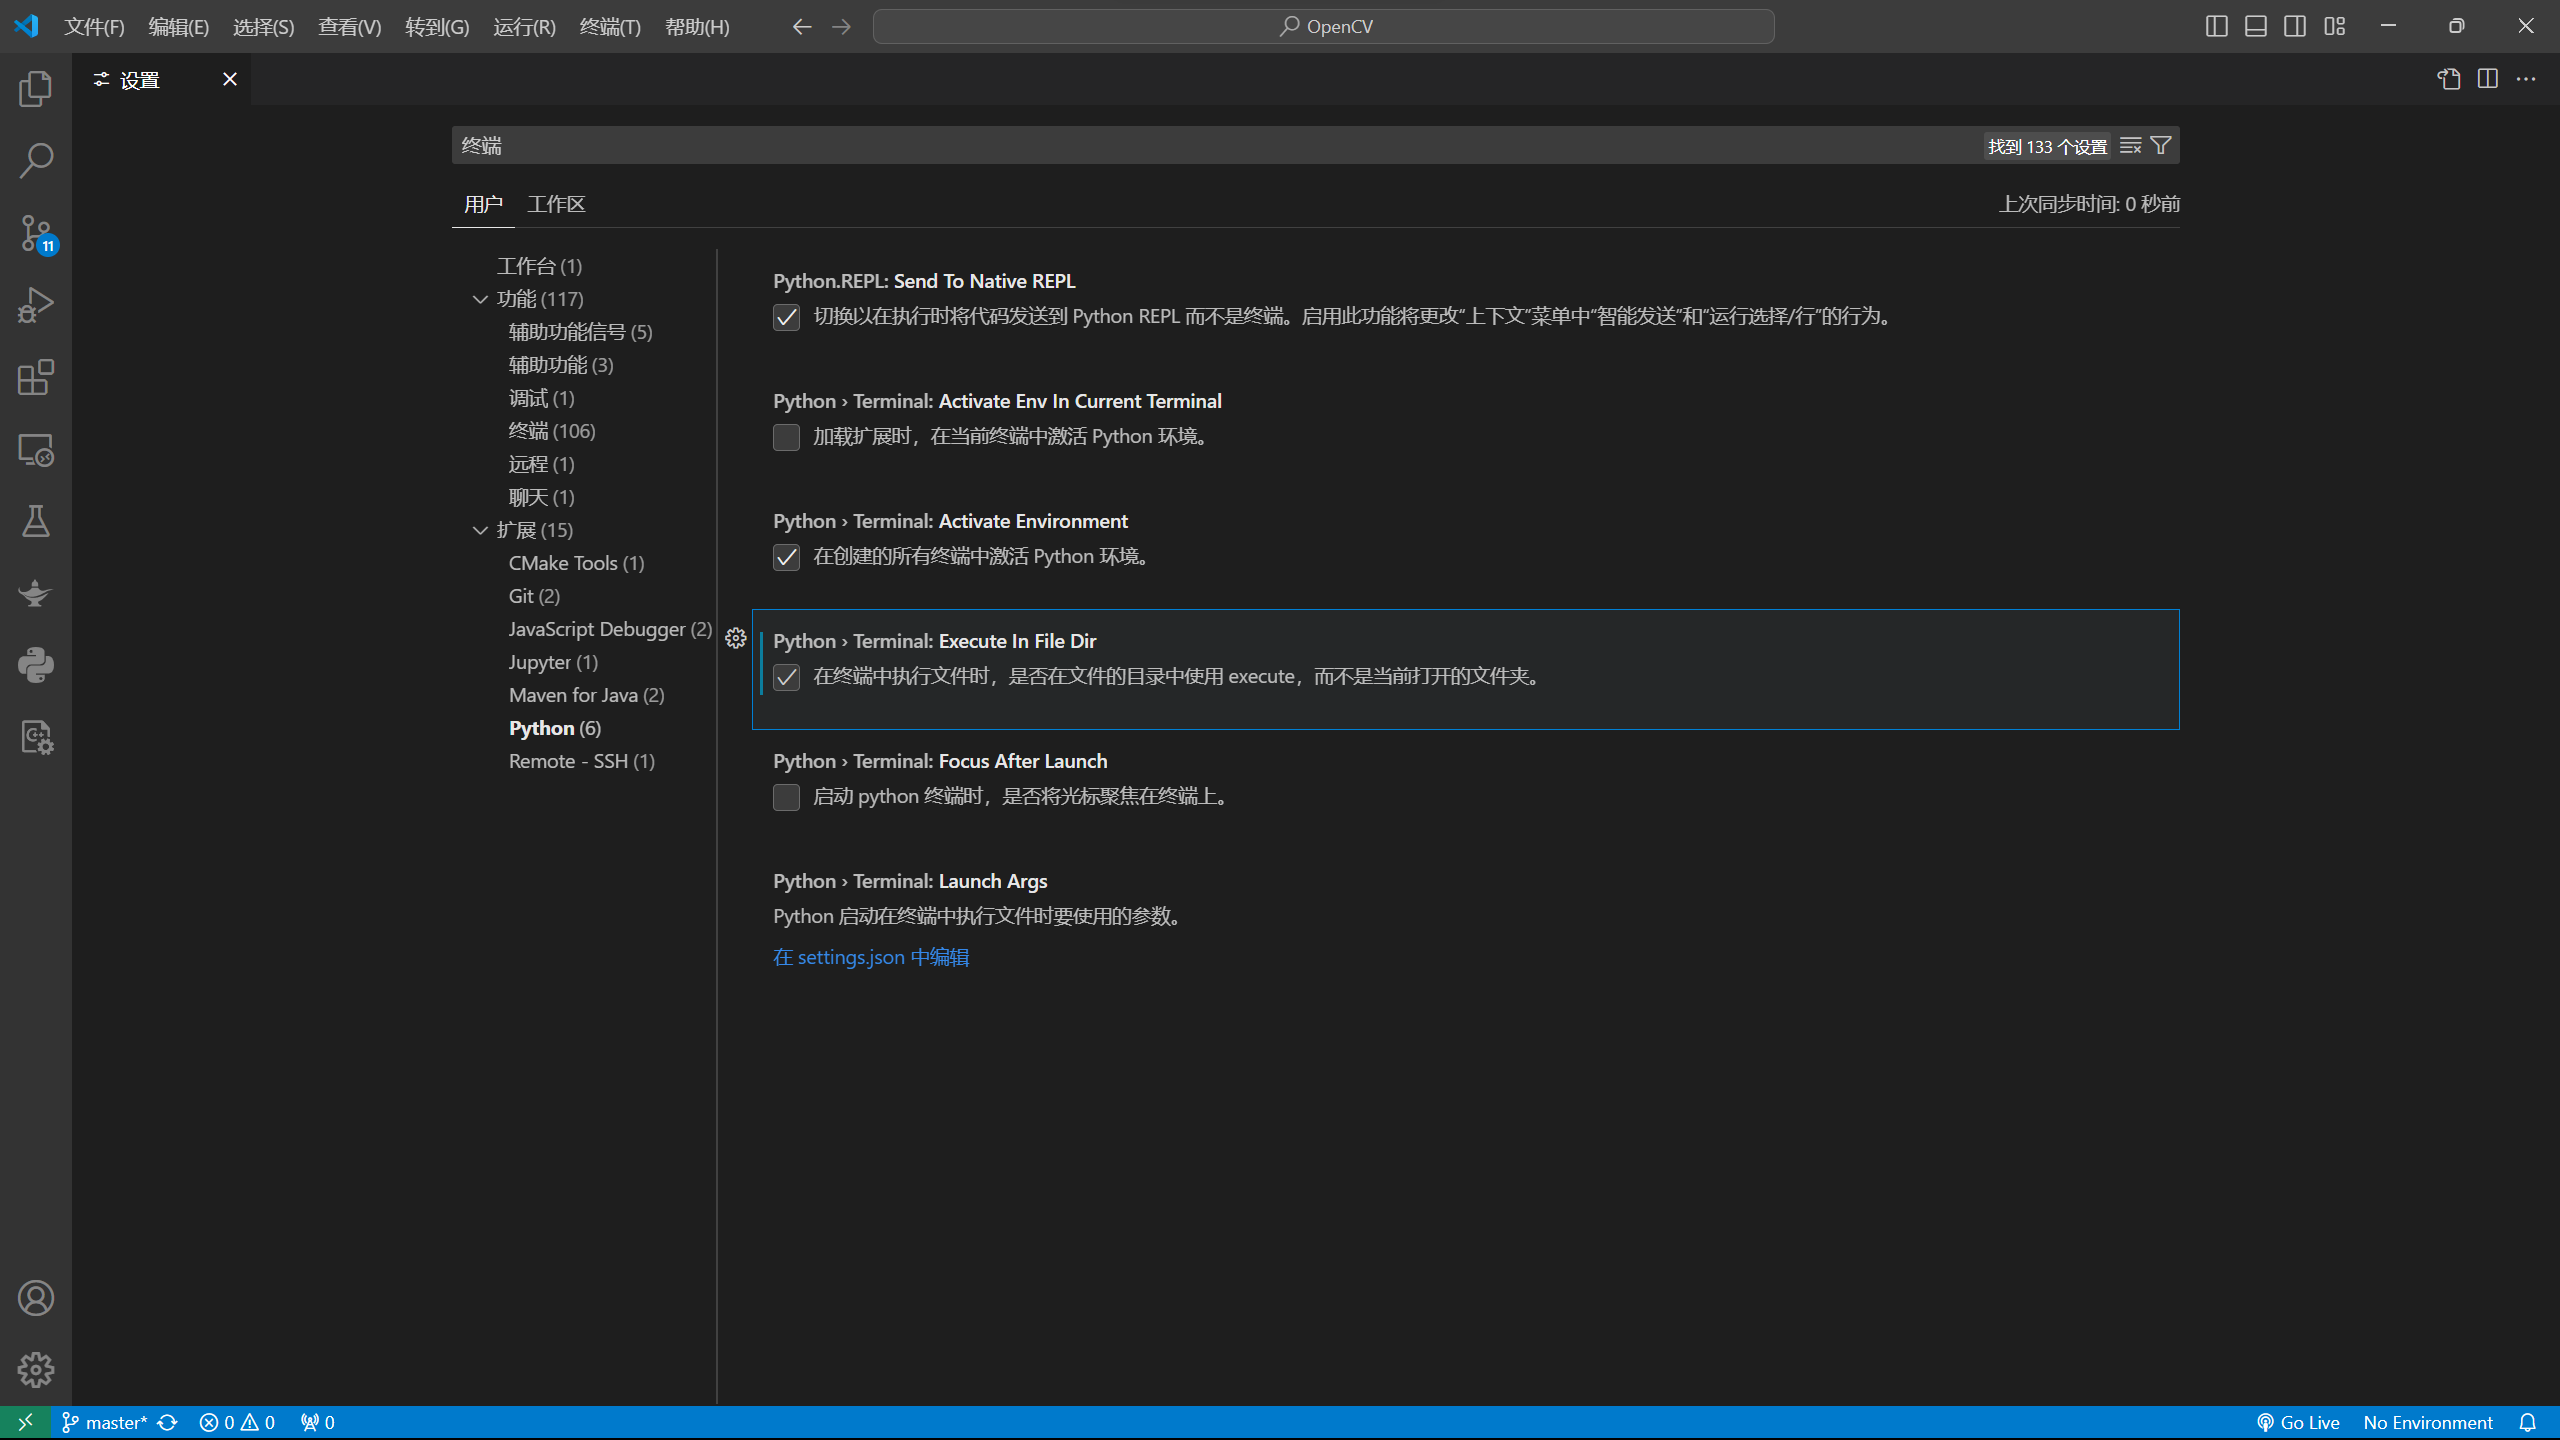 文件(F) 编辑(E) 选择(S) 查看(V) 转到(G) 运行(R) 终端(T) 帮助(H) OpenCV
设置
终端 找到 133 个设置
用户 工作区 上次同步时间: 0 秒前
11
工作台 (1)
功能 (117)
辅助功能信号 (5)
辅助功能 (3)
调试 (1)
终端 (106)
远程 (1)
聊天 (1)
扩展 (15)
CMake Tools (1)
Git (2)
JavaScript Debugger (2)
Jupyter (1)
Maven for Java (2)
Python (6)
Remote - SSH (1)
Python.REPL: Send To Native REPL
切换以在执行时将代码发送到 Python REPL 而不是终端。启用此功能将更改“上下文”菜单中“智能发送”和“运行选择/行”的行为。
Python › Terminal: Activate Env In Current Terminal
加载扩展时，在当前终端中激活 Python 环境。
Python › Terminal: Activate Environment
在创建的所有终端中激活 Python 环境。
Python › Terminal: Execute In File Dir
在终端中执行文件时，是否在文件的目录中使用 execute，而不是当前打开的文件夹。
Python › Terminal: Focus After Launch
启动 python 终端时，是否将光标聚焦在终端上。
Python › Terminal: Launch Args
Python 启动在终端中执行文件时要使用的参数。
在 settings.json 中编辑
master* 0 0 0 Go Live No Environment